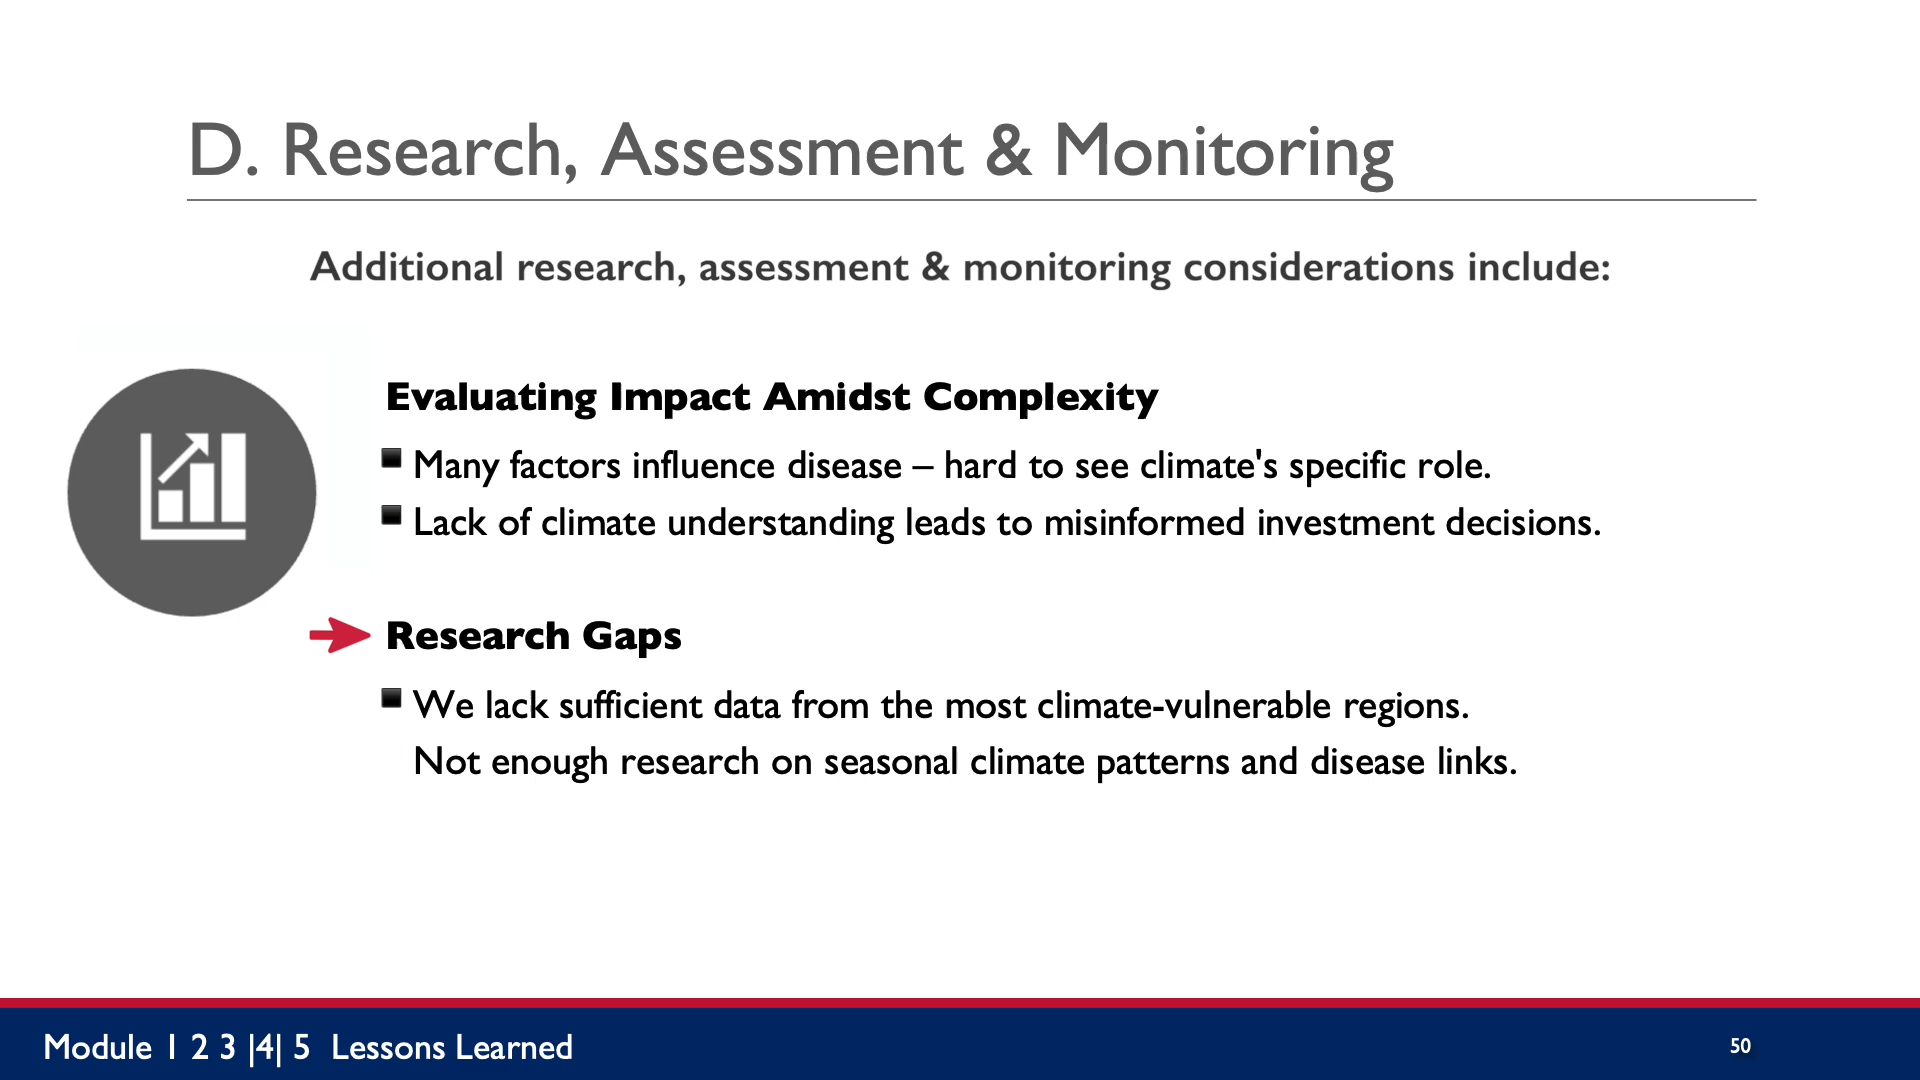 D. Research, Assessment & Monitoring
Additional research, assessment & monitoring considerations include:
Evaluating Impact Amidst Complexity
▪ Many factors influence disease – hard to see climate's specific role.
▪ Lack of climate understanding leads to misinformed investment decisions.
Research Gaps
▪ We lack sufficient data from the most climate-vulnerable regions.
Not enough research on seasonal climate patterns and disease links.
Module 1 2 3 |4| 5 Lessons Learned
50